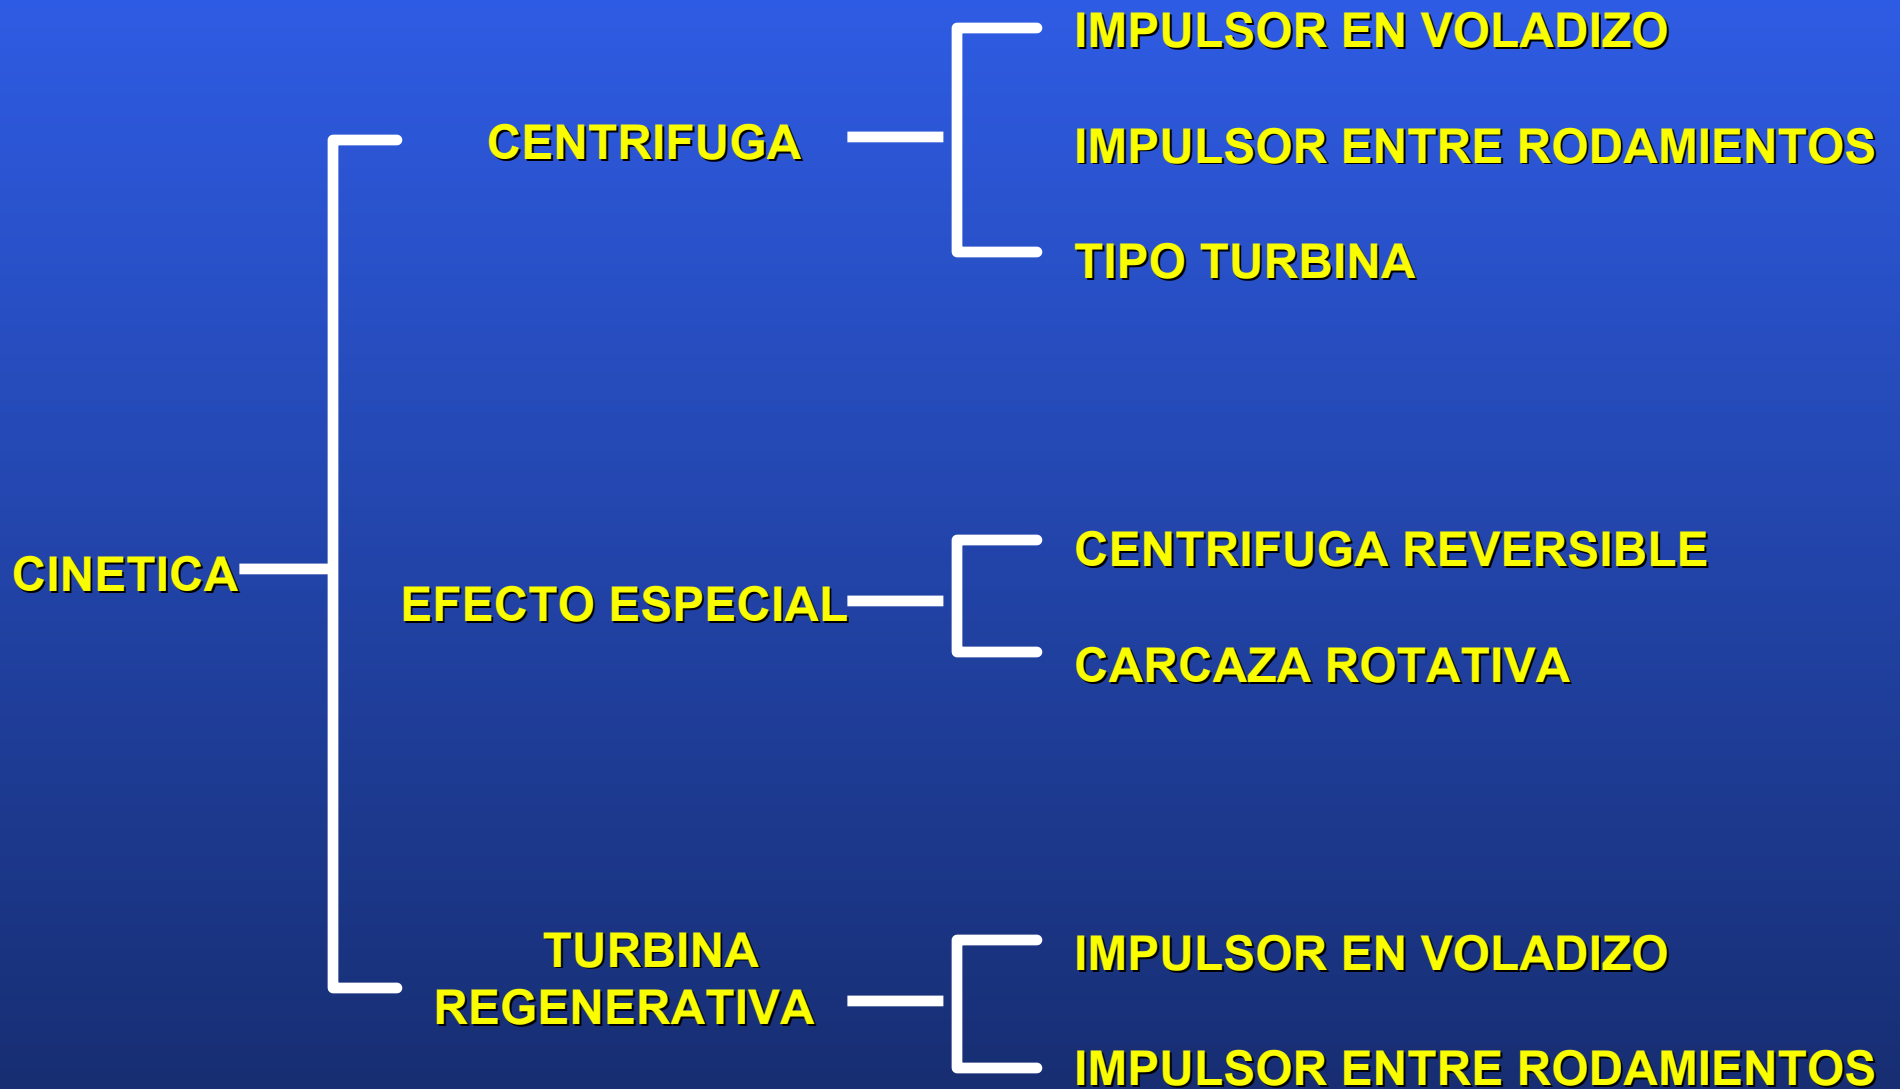 CINETICA
CENTRIFUGA
IMPULSOR EN VOLADIZO
IMPULSOR ENTRE RODAMIENTOS
TIPO TURBINA
EFECTO ESPECIAL
CENTRIFUGA REVERSIBLE
CARCAZA ROTATIVA
TURBINA
REGENERATIVA
IMPULSOR EN VOLADIZO
IMPULSOR ENTRE RODAMIENTOS